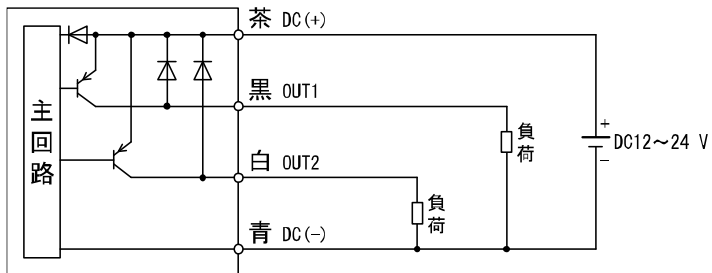 茶 DC(+)
主回路
黒 OUT1
負荷
+
DC12～24 V
−
白 OUT2
負荷
青 DC(−)